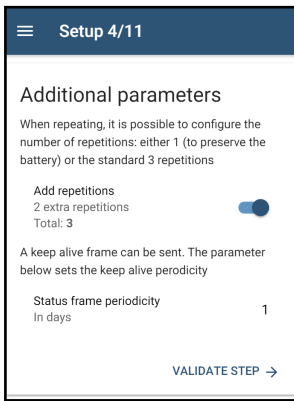 Setup 4/11
Additional parameters
When repeating, it is possible to configure the
number of repetitions: either 1 (to preserve the
battery) or the standard 3 repetitions
Add repetitions
2 extra repetitions
Total: 3
A keep alive frame can be sent. The parameter
below sets the keep alive perodicity
Status frame periodicity
In days
1
VALIDATE STEP →